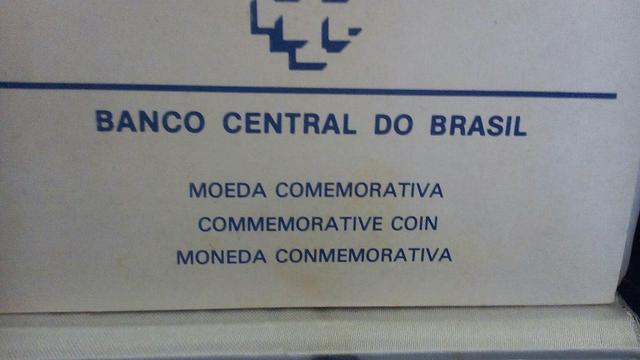 BANCO CENTRAL DO BRASIL
MOEDA COMEMORATIVA
COMMEMORATIVE COIN
MONEDA CONMEMORATIVA